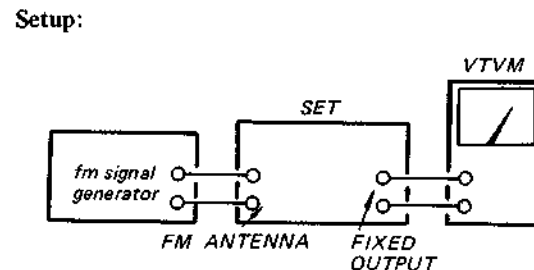 Setup:
VTVM
SET
fm signal
generator
FM ANTENNA
FIXED
OUTPUT